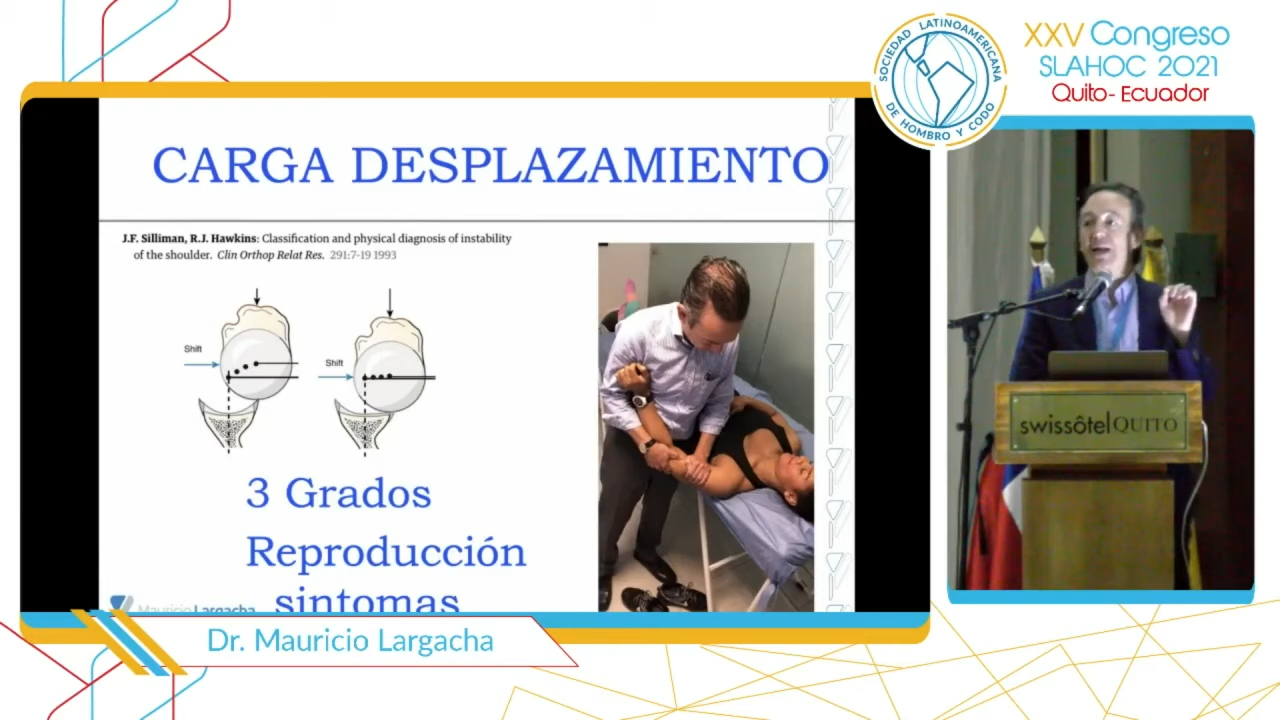 SOCIEDAD LATINOAMERICANA
DE HOMBRO Y CODO
XXV Congreso
SLAHOC 2021
Quito- Ecuador
CARGA DESPLAZAMIENTO
J.F. Silliman, R.J. Hawkins: Classification and physical diagnosis of instability
of the shoulder. Clin Orthop Relat Res. 291:7-19 1993
Shift
Shift
3 Grados
Reproducción
sintomas
Mauricio Largacha
Dr. Mauricio Largacha
swissôtel QUITO